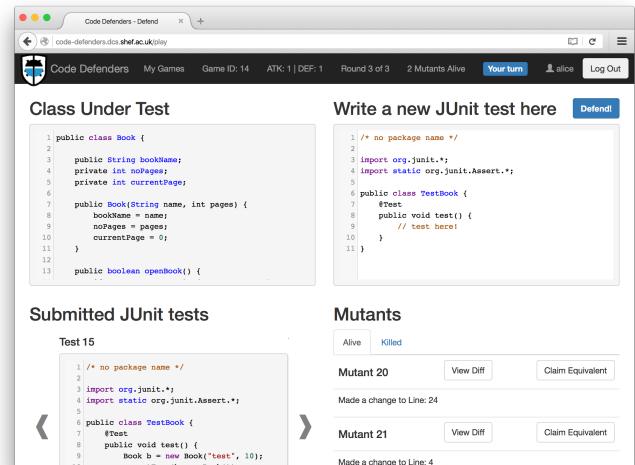 Code Defenders - Defend
code-defenders.dcs.shef.ac.uk/play
Code Defenders My Games Game ID: 14 ATK: 1 | DEF: 1 Round 3 of 3 2 Mutants Alive Your turn alice Log Out
Class Under Test
1 public class Book {
2
3 public String bookName;
4 private int noPages;
5 private int currentPage;
6
7 public Book(String name, int pages) {
8 bookName = name;
9 noPages = pages;
10 currentPage = 0;
11 }
12
13 public boolean openBook() {
Write a new JUnit test here Defend!
1 /* no package name */
2
3 import org.junit.*;
4 import static org.junit.Assert.*;
5
6 public class TestBook {
7 @Test
8 public void test() {
9 // test here!
10 }
11 }
Submitted JUnit tests
Test 15
1 /* no package name */
2
3 import org.junit.*;
4 import static org.junit.Assert.*;
5
6 public class TestBook {
7 @Test
8 public void test() {
9 Book b = new Book("test", 10);
Mutants
Alive Killed
Mutant 20 View Diff Claim Equivalent
Made a change to Line: 24
Mutant 21 View Diff Claim Equivalent
Made a change to Line: 4